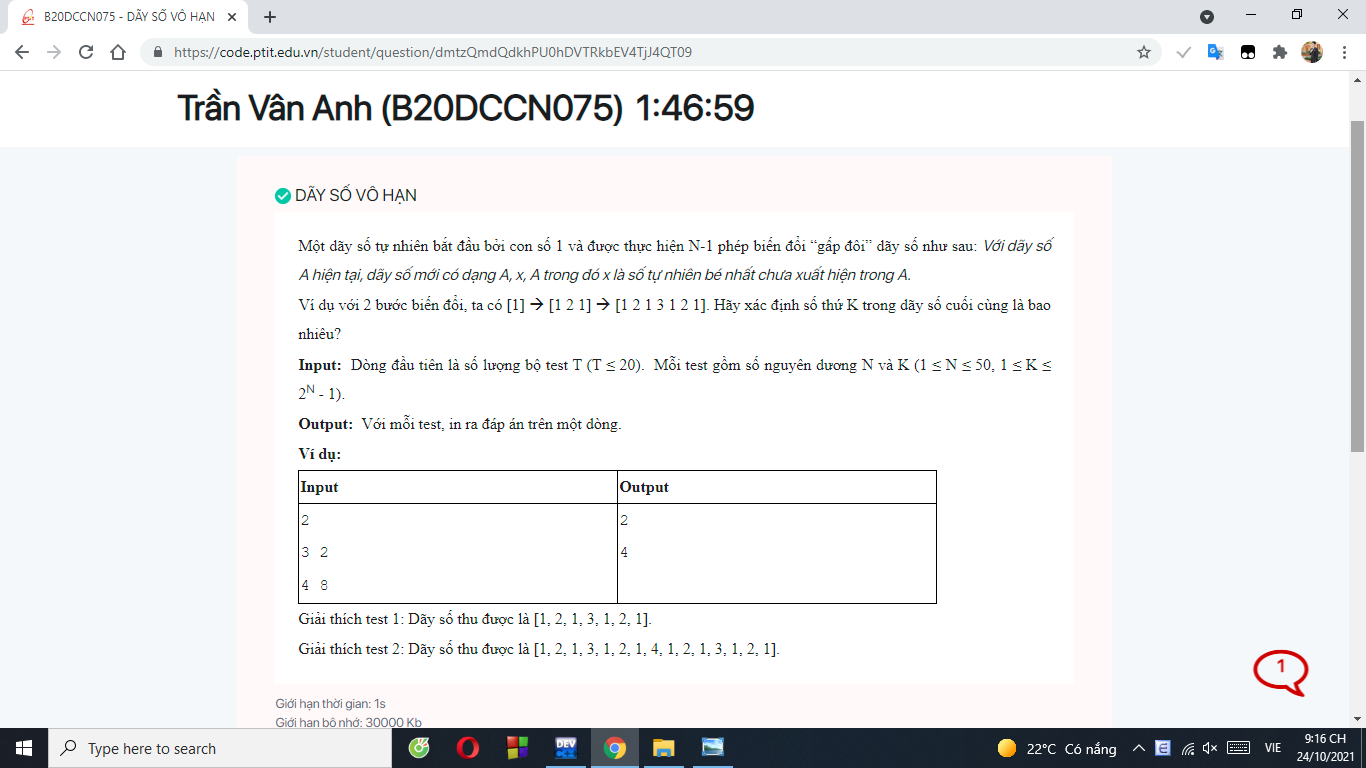 B20DCCN075 - DÃY SỐ VÔ HẠN
https://code.ptit.edu.vn/student/question/dmtzQmdQdkhPU0hDVTRkbEV4TjJ4QT09
Trần Vân Anh (B20DCCN075) 1:46:59
DÃY SỐ VÔ HẠN
Một dãy số tự nhiên bắt đầu bởi con số 1 và được thực hiện N-1 phép biến đổi “gấp đôi” dãy số như sau: Với dãy số
A hiện tại, dãy số mới có dạng A, x, A trong đó x là số tự nhiên bé nhất chưa xuất hiện trong A.
Ví dụ với 2 bước biến đổi, ta có [1] → [1 2 1] → [1 2 1 3 1 2 1]. Hãy xác định số thứ K trong dãy số cuối cùng là bao
nhiêu?
Input: Dòng đầu tiên là số lượng bộ test T (T ≤ 20). Mỗi test gồm số nguyên dương N và K (1 ≤ N ≤ 50, 1 ≤ K ≤
2^N - 1).
Output: Với mỗi test, in ra đáp án trên một dòng.
Ví dụ:
Input Output
2 2
3 2 4
4 8
Giải thích test 1: Dãy số thu được là [1, 2, 1, 3, 1, 2, 1].
Giải thích test 2: Dãy số thu được là [1, 2, 1, 3, 1, 2, 1, 4, 1, 2, 1, 3, 1, 2, 1].
1
Giới hạn thời gian: 1s
Giới hạn bộ nhớ: 30000 Kb
Type here to search
DEV
22°C Có nắng
VIE
9:16 CH
24/10/2021